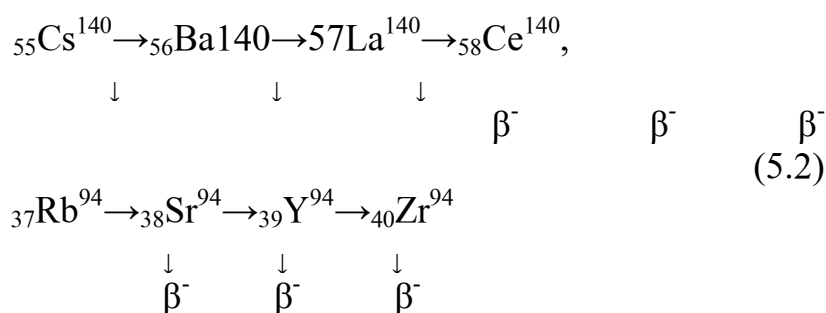 ₅₅Cs¹⁴⁰→₅₆Ba140→57La¹⁴⁰→₅₈Ce¹⁴⁰,
↓ ↓ ↓
β⁻ β⁻ β⁻
(5.2)
₃₇Rb⁹⁴→₃₈Sr⁹⁴→₃₉Y⁹⁴→₄₀Zr⁹⁴
↓ ↓ ↓
β⁻ β⁻ β⁻